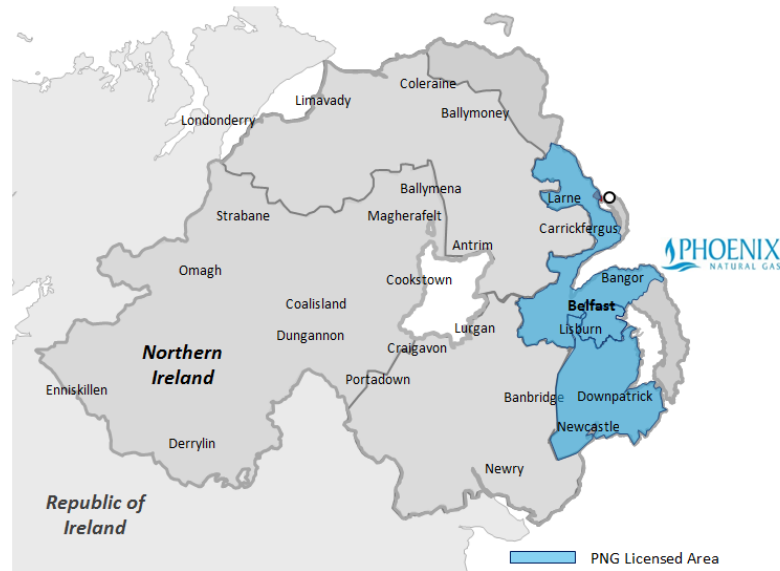 Coleraine
Limavady
Ballymoney
Londonderry
Ballymena
Larne
Strabane
Magherafelt
Carrickfergus
Antrim
PHOENIX
NATURAL GAS
Omagh
Cookstown
Bangor
Coalisland
Belfast
Dungannon
Lurgan
Lisburn
Northern
Ireland
Craigavon
Portadown
Enniskillen
Banbridge
Downpatrick
Newcastle
Derrylin
Newry
Republic of
Ireland
PNG Licensed Area